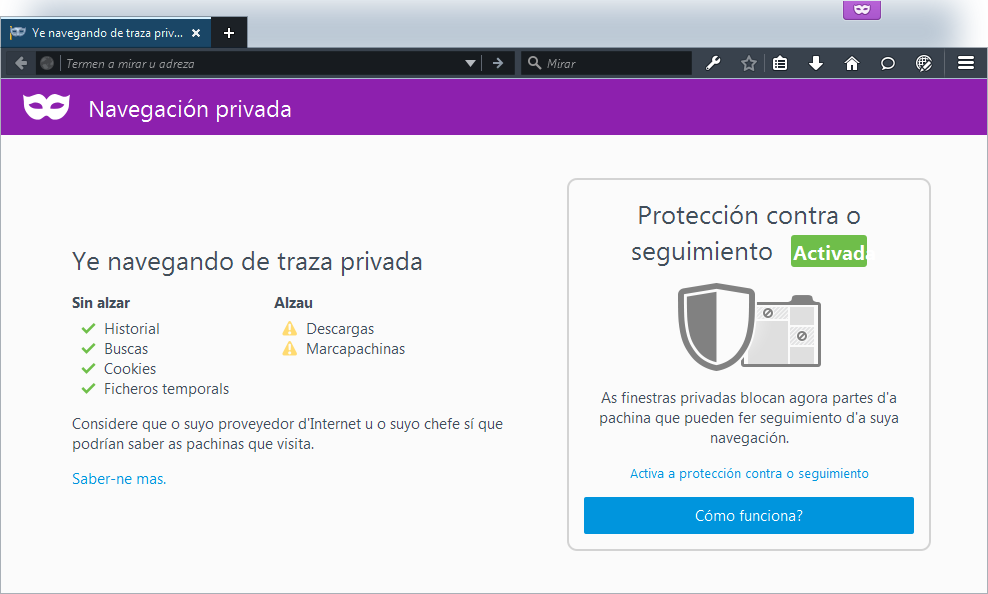 Ye navegando de traza priv...
Termen a mirar u adreza
Mirar
Navegación privada
Ye navegando de traza privada
Sin alzar
Historial
Buscas
Cookies
Ficheros temporals
Alzau
Descargas
Marcapachinas
Considere que o suyo proveyedor d'Internet u o suyo chefe sí que
podrían saber as pachinas que visita.
Saber-ne mas.
Protección contra o
seguimiento Activada
As finestras privadas blocan agora partes d'a
pachina que pueden fer seguimiento d'a suya
navegación.
Activa a protección contra o seguimiento
Cómo funciona?